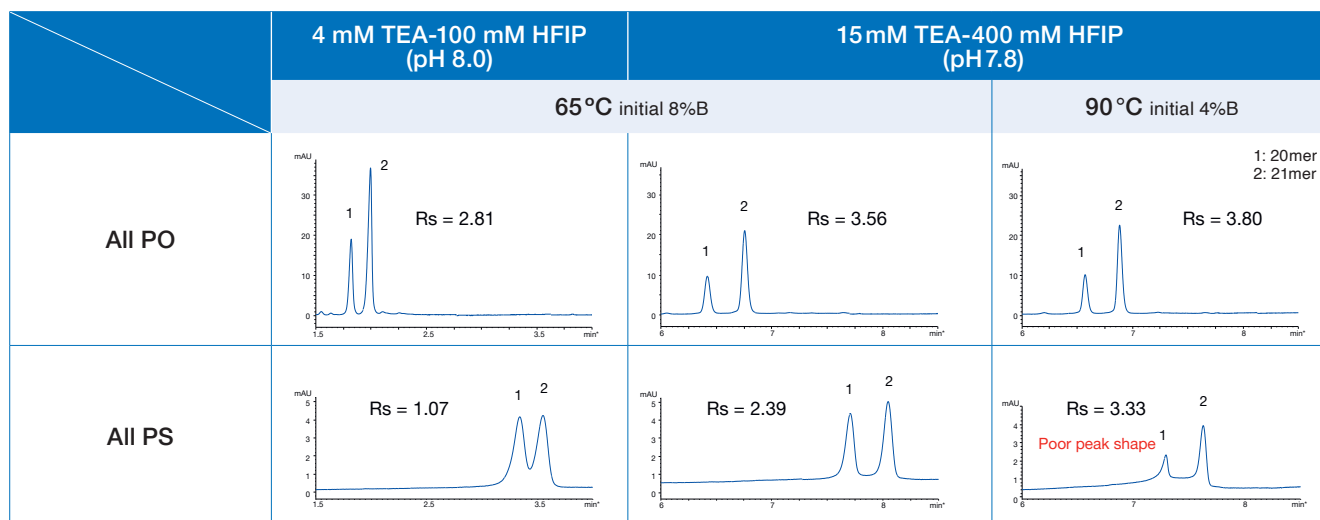 4 mM TEA-100 mM HFIP
(pH 8.0)
15 mM TEA-400 mM HFIP
(pH 7.8)
65 °C initial 8%B
90 °C initial 4%B
All PO
mAU
30
20
10
0
1.5
2.5
3.5
min*
1
2
Rs = 2.81
mAU
30
20
10
0
6
7
8
min*
1
2
Rs = 3.56
1: 20mer
2: 21mer
mAU
30
20
10
0
6
7
8
min*
1
2
Rs = 3.80
All PS
mAU
5
4
3
2
1
0
1.5
2.5
3.5
min*
1
2
Rs = 1.07
mAU
5
4
3
2
1
0
6
7
8
min*
1
2
Rs = 2.39
mAU
5
4
3
2
1
0
6
7
8
min*
1
2
Rs = 3.33
Poor peak shape